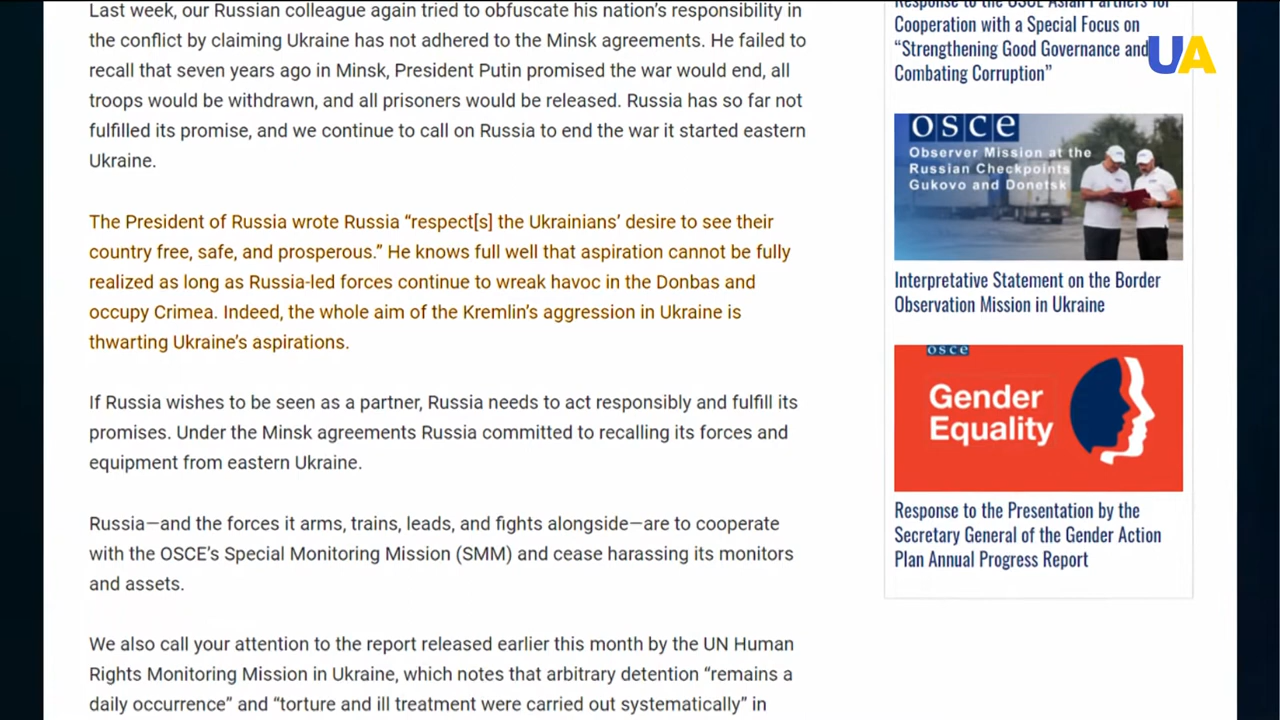 Last week, our Russian colleague again tried to obfuscate his nation’s responsibility in
the conflict by claiming Ukraine has not adhered to the Minsk agreements. He failed to
recall that seven years ago in Minsk, President Putin promised the war would end, all
troops would be withdrawn, and all prisoners would be released. Russia has so far not
fulfilled its promise, and we continue to call on Russia to end the war it started eastern
Ukraine.
The President of Russia wrote Russia “respect[s] the Ukrainians’ desire to see their
country free, safe, and prosperous.” He knows full well that aspiration cannot be fully
realized as long as Russia-led forces continue to wreak havoc in the Donbas and
occupy Crimea. Indeed, the whole aim of the Kremlin’s aggression in Ukraine is
thwarting Ukraine’s aspirations.
If Russia wishes to be seen as a partner, Russia needs to act responsibly and fulfill its
promises. Under the Minsk agreements Russia committed to recalling its forces and
equipment from eastern Ukraine.
Russia—and the forces it arms, trains, leads, and fights alongside—are to cooperate
with the OSCE’s Special Monitoring Mission (SMM) and cease harassing its monitors
and assets.
We also call your attention to the report released earlier this month by the UN Human
Rights Monitoring Mission in Ukraine, which notes that arbitrary detention “remains a
daily occurrence” and “torture and ill treatment were carried out systematically” in
Response to the OSCE Asian Partners for
Cooperation with a Special Focus on
“Strengthening Good Governance and
Combating Corruption”
UA
osce
Observer Mission at the
Russian Checkpoints
Gukovo and Donetsk
Interpretative Statement on the Border
Observation Mission in Ukraine
osce
Gender
Equality
Response to the Presentation by the
Secretary General of the Gender Action
Plan Annual Progress Report